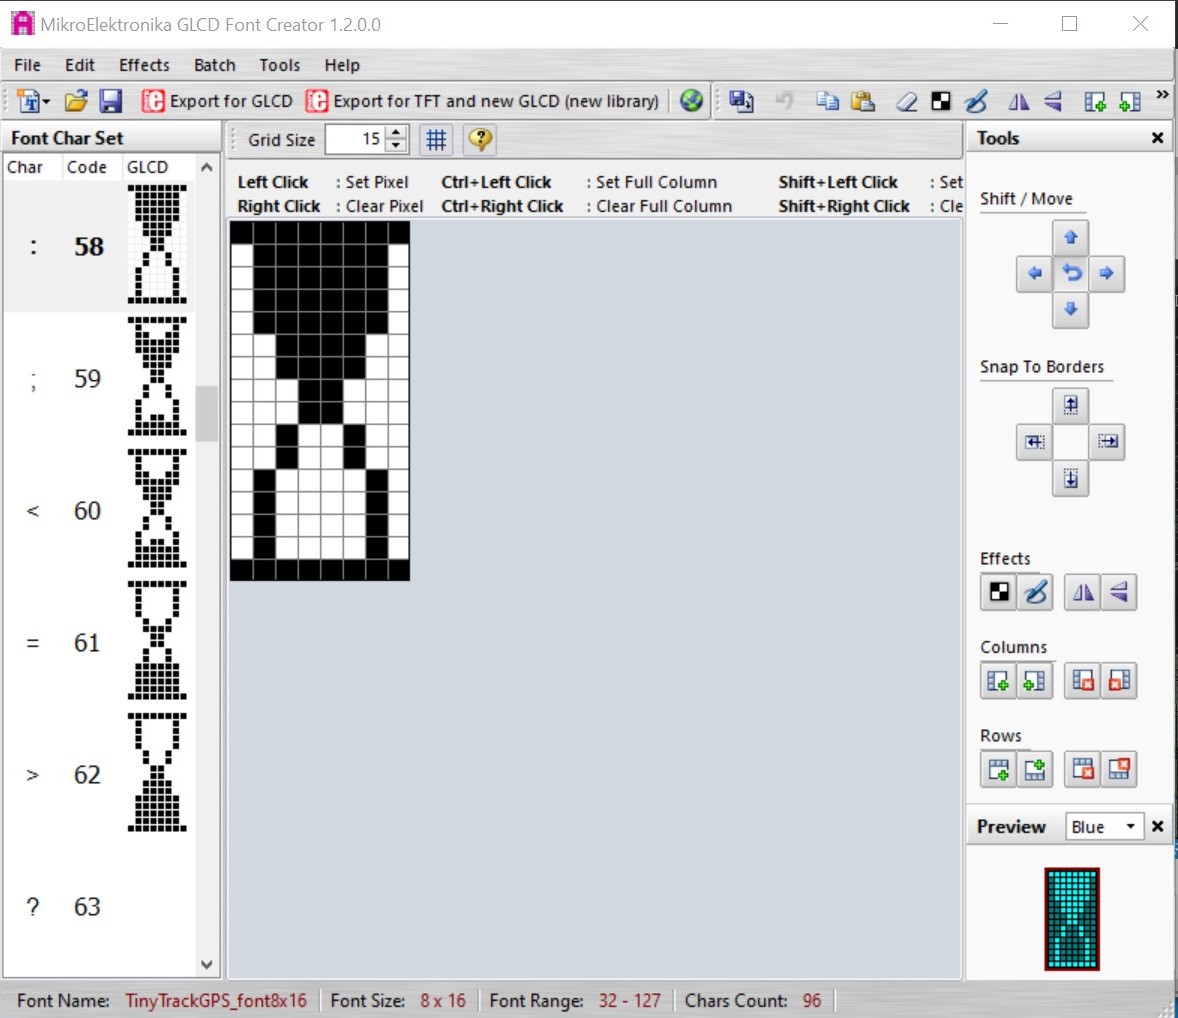 MikroElektronika GLCD Font Creator 1.2.0.0
File Edit Effects Batch Tools Help
Export for GLCD Export for TFT and new GLCD (new library)
Font Char Set
Char Code GLCD
: 58
; 59
< 60
= 61
> 62
? 63
Grid Size 15
Left Click : Set Pixel Ctrl+Left Click : Set Full Column Shift+Left Click : Set
Right Click : Clear Pixel Ctrl+Right Click : Clear Full Column Shift+Right Click : Cle
Tools
Shift / Move
Snap To Borders
Effects
Columns
Rows
Preview Blue
Font Name: TinyTrackGPS_font8x16 Font Size: 8 x 16 Font Range: 32 - 127 Chars Count: 96